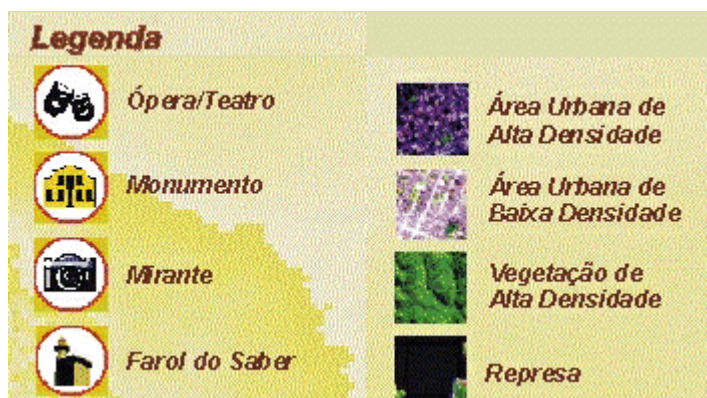 Legenda
Ópera/Teatro
Monumento
Mirante
Farol do Saber
Área Urbana de
Alta Densidade
Área Urbana de
Baixa Densidade
Vegetação de
Alta Densidade
Represa